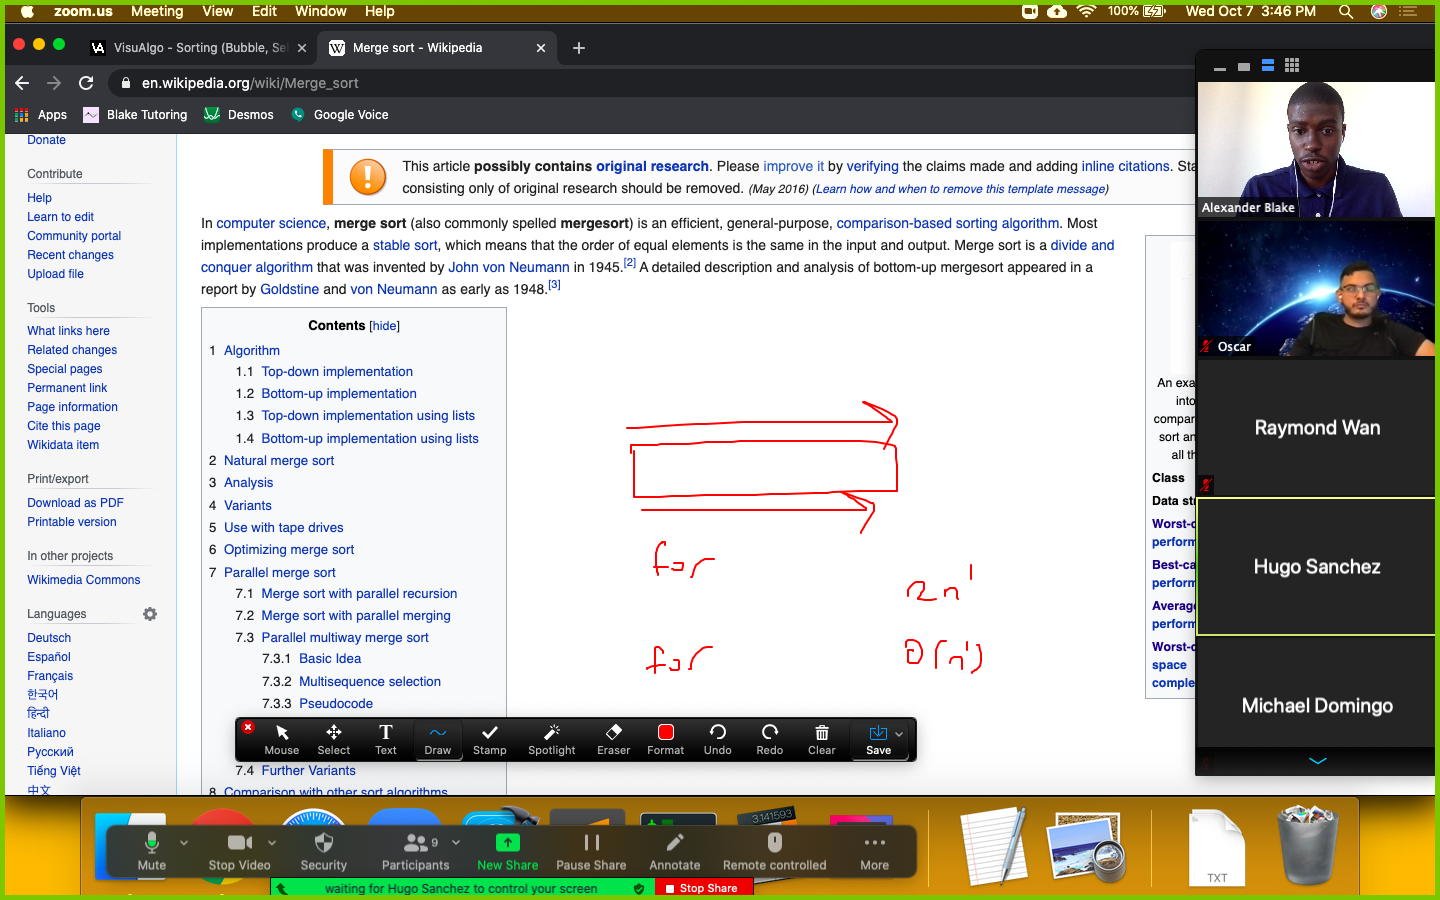 zoom.us Meeting View Edit Window Help 100% Wed Oct 7 3:46 PM
VisuAlgo - Sorting (Bubble, Se
Merge sort - Wikipedia
en.wikipedia.org/wiki/Merge_sort
Apps Blake Tutoring Desmos Google Voice
Donate
Contribute
Help
Learn to edit
Community portal
Recent changes
Upload file
Tools
What links here
Related changes
Special pages
Permanent link
Page information
Cite this page
Wikidata item
Print/export
Download as PDF
Printable version
In other projects
Wikimedia Commons
Languages
Deutsch
Español
Français
한국어
हिन्दी
Italiano
Русский
Tiếng Việt
中文
This article possibly contains original research. Please improve it by verifying the claims made and adding inline citations. Sta
consisting only of original research should be removed. (May 2016) (Learn how and when to remove this template message)
In computer science, merge sort (also commonly spelled mergesort) is an efficient, general-purpose, comparison-based sorting algorithm. Most
implementations produce a stable sort, which means that the order of equal elements is the same in the input and output. Merge sort is a divide and
conquer algorithm that was invented by John von Neumann in 1945.[2] A detailed description and analysis of bottom-up mergesort appeared in a
report by Goldstine and von Neumann as early as 1948.[3]
Contents [hide]
1 Algorithm
1.1 Top-down implementation
1.2 Bottom-up implementation
1.3 Top-down implementation using lists
1.4 Bottom-up implementation using lists
2 Natural merge sort
3 Analysis
4 Variants
5 Use with tape drives
6 Optimizing merge sort
7 Parallel merge sort
7.1 Merge sort with parallel recursion
7.2 Merge sort with parallel merging
7.3 Parallel multiway merge sort
7.3.1 Basic Idea
7.3.2 Multisequence selection
7.3.3 Pseudocode
7.4 Further Variants
8 Comparison with other sort algorithms
for
2n¹
for
O(n¹)
An exa
into
compar
sort an
all th
Class
Data str
Worst-c
perform
Best-ca
perform
Average
perform
Worst-c
space
comple
Alexander Blake
Oscar
Raymond Wan
Hugo Sanchez
Michael Domingo
Mouse Select Text Draw Stamp Spotlight Eraser Format Undo Redo Clear Save
3.141593
Mute Stop Video Security Participants 9 New Share Pause Share Annotate Remote controlled More
waiting for Hugo Sanchez to control your screen Stop Share
TXT